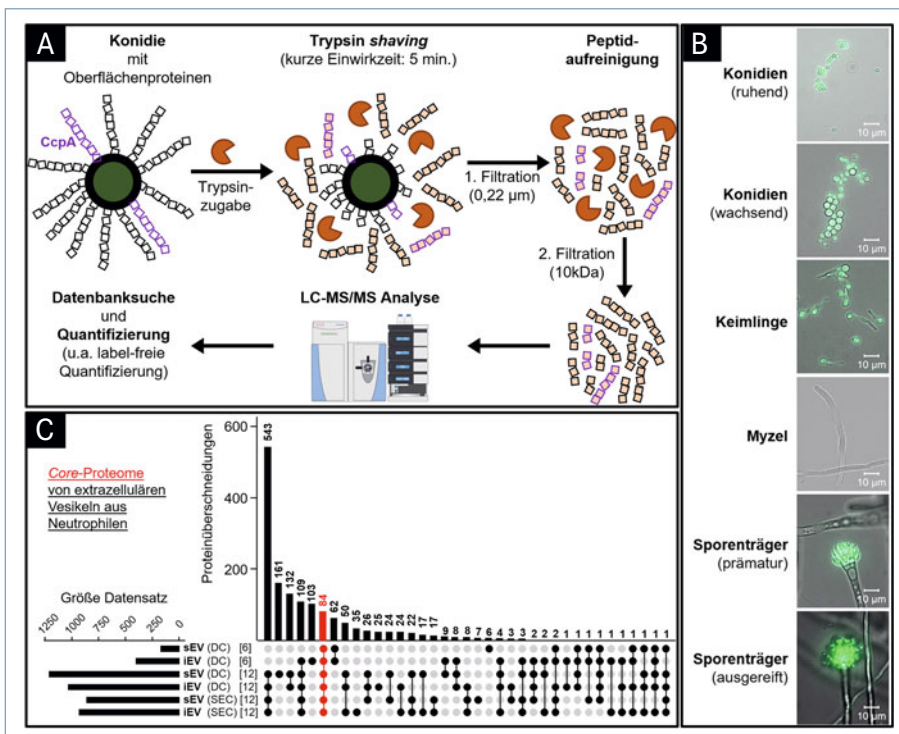 A
Konidie
mit
Oberflächenproteinen
CcpA
Trypsin-
zugabe
Trypsin shaving
(kurze Einwirkzeit: 5 min.)
1. Filtration
(0,22 µm)
Peptid-
aufreinigung
2. Filtration
(10kDa)
LC-MS/MS Analyse
Datenbanksuche
und
Quantifizierung
(u.a. label-freie
Quantifizierung)
B
Konidien
(ruhend)
10 µm
Konidien
(wachsend)
10 µm
Keimlinge
10 µm
Myzel
10 µm
Sporenträger
(prämatur)
10 µm
Sporenträger
(ausgereift)
10 µm
C
Core-Proteome
von extrazellulären
Vesikeln aus
Neutrophilen
Proteinüberschneidungen
600
400
200
543 161 132 109 103 84 62 50 35 26 25 24 24 22 17 17 9 8 8 7 6 4 3 3 2 2 2 1 1 1 1 1 1 1 1 1 1
Größe Datensatz
1250 1000 750 500 250 0
sEV (DC) [6]
iEV (DC) [6]
sEV (DC) [12]
iEV (DC) [12]
sEV (SEC) [12]
iEV (SEC) [12]